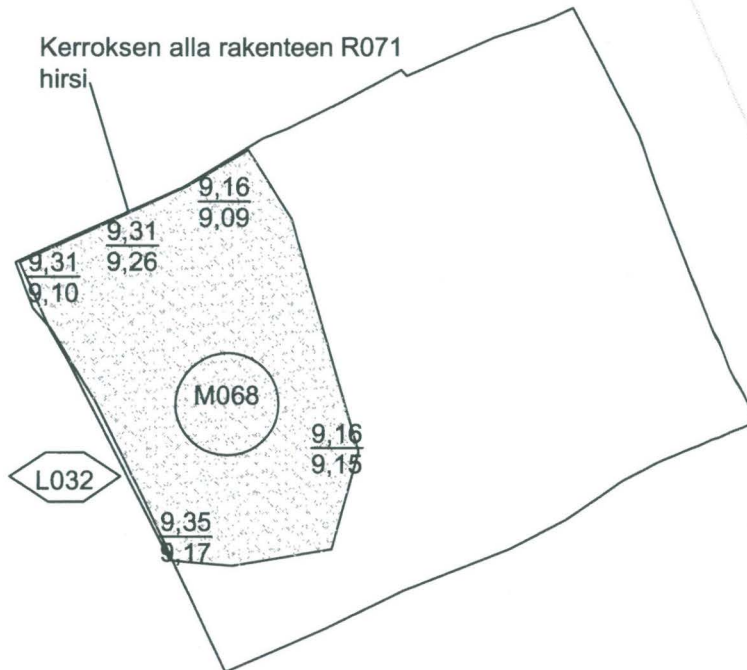 Kerroksen alla rakenteen R071
hirsi
9,16
9,09
9,31
9,26
9,31
9,10
M068
9,16
9,15
L032
9,35
9,17